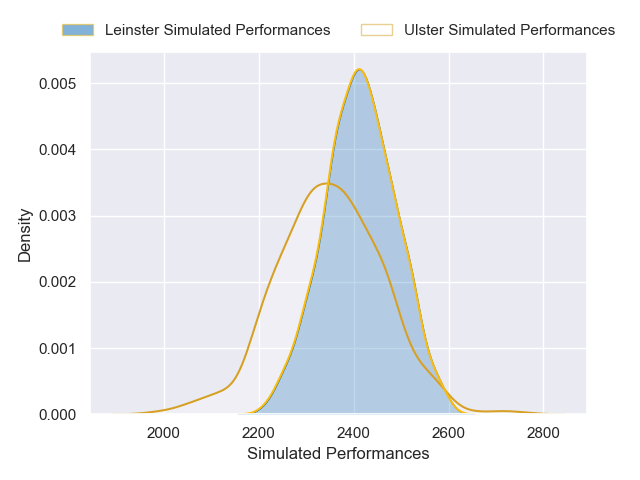 Leinster Simulated Performances Ulster Simulated Performances
0.005
0.004
0.003
0.002
0.001
0.000
Density
2000 2200 2400 2600 2800
Simulated Performances